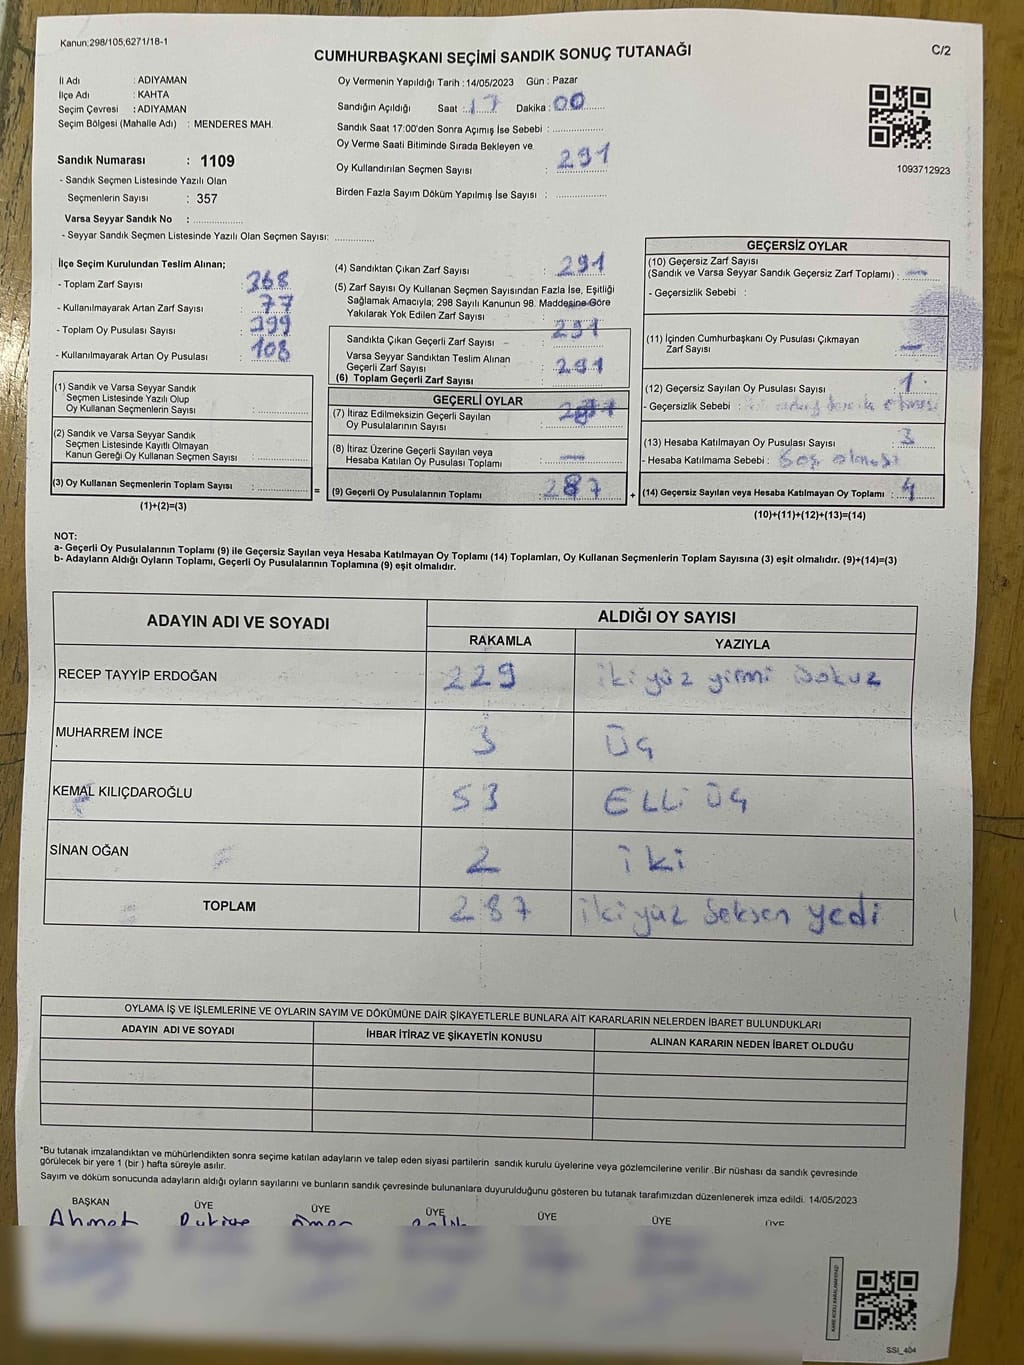 Kanun;298/105,6271/18-1
CUMHURBAŞKANI SEÇİMİ SANDIK SONUÇ TUTANAĞI
C/2
İl Adı : ADIYAMAN
İlçe Adı : KAHTA
Seçim Çevresi : ADIYAMAN
Seçim Bölgesi (Mahalle Adı) : MENDERES MAH.
Sandık Numarası : 1109
- Sandık Seçmen Listesinde Yazılı Olan
Seçmenlerin Sayısı : 357
Varsa Seyyar Sandık No : ................
- Seyyar Sandık Seçmen Listesinde Yazılı Olan Seçmen Sayısı: .............
Oy Vermenin Yapıldığı Tarih : 14/05/2023 Gün : Pazar
Sandığın Açıldığı Saat : 17 Dakika : 00
Sandık Saat 17:00'den Sonra Açımış İse Sebebi : ................
Oy Verme Saati Bitiminde Sırada Bekleyen ve
Oy Kullandırılan Seçmen Sayısı : 291
Birden Fazla Sayım Döküm Yapılmış İse Sayısı : ................
1093712923
İlçe Seçim Kurulundan Teslim Alınan;
- Toplam Zarf Sayısı : 368
- Kullanılmayarak Artan Zarf Sayısı : 77
- Toplam Oy Pusulası Sayısı : 399
- Kullanılmayarak Artan Oy Pusulası : 108
(1) Sandık ve Varsa Seyyar Sandık
Seçmen Listesinde Yazılı Olup
Oy Kullanan Seçmenlerin Sayısı : ................
(2) Sandık ve Varsa Seyyar Sandık
Seçmen Listesinde Kayıtlı Olmayan
Kanun Gereği Oy Kullanan Seçmen Sayısı : ................
(3) Oy Kullanan Seçmenlerin Toplam Sayısı : ................
(1)+(2)=(3)
(4) Sandıktan Çıkan Zarf Sayısı : 291
(5) Zarf Sayısı Oy Kullanan Seçmen Sayısından Fazla İse, Eşitliği
Sağlamak Amacıyla; 298 Sayılı Kanunun 98. Maddesine Göre
Yakılarak Yok Edilen Zarf Sayısı : —
Sandıkta Çıkan Geçerli Zarf Sayısı : 291
Varsa Seyyar Sandıktan Teslim Alınan
Geçerli Zarf Sayısı
(6) Toplam Geçerli Zarf Sayısı : 291
GEÇERLİ OYLAR
(7) İtiraz Edilmeksizin Geçerli Sayılan
Oy Pusulalarının Sayısı :
(8) İtiraz Üzerine Geçerli Sayılan veya
Hesaba Katılan Oy Pusulası Toplamı : —
(9) Geçerli Oy Pusulalarının Toplamı : 287
=
+
GEÇERSİZ OYLAR
(10) Geçersiz Zarf Sayısı
(Sandık ve Varsa Seyyar Sandık Geçersiz Zarf Toplamı) : —
- Geçersizlik Sebebi :
(11) İçinden Cumhurbaşkanı Oy Pusulası Çıkmayan
Zarf Sayısı : —
(12) Geçersiz Sayılan Oy Pusulası Sayısı : 1
- Geçersizlik Sebebi : olması
(13) Hesaba Katılmayan Oy Pusulası Sayısı : 3
- Hesaba Katılmama Sebebi : Boş olması
(14) Geçersiz Sayılan veya Hesaba Katılmayan Oy Toplamı : 4
(10)+(11)+(12)+(13)=(14)
NOT:
a- Geçerli Oy Pusulalarının Toplamı (9) ile Geçersiz Sayılan veya Hesaba Katılmayan Oy Toplamı (14) Toplamları, Oy Kullanan Seçmenlerin Toplam Sayısına (3) eşit olmalıdır. (9)+(14)=(3)
b- Adayların Aldığı Oyların Toplamı, Geçerli Oy Pusulalarının Toplamına (9) eşit olmalıdır.
ADAYIN ADI VE SOYADI ALDIĞI OY SAYISI
RAKAMLA YAZIYLA
RECEP TAYYİP ERDOĞAN 229 iki yüz yirmi dokuz
MUHARREM İNCE 3 ÜÇ
KEMAL KILIÇDAROĞLU 53 ELLİ ÜÇ
SİNAN OĞAN 2 iki
TOPLAM 287 iki yüz Seksen yedi
OYLAMA İŞ VE İŞLEMLERİNE VE OYLARIN SAYIM VE DÖKÜMÜNE DAİR ŞİKAYETLERLE BUNLARA AİT KARARLARIN NELERDEN İBARET BULUNDUKLARI
ADAYIN ADI VE SOYADI İHBAR İTİRAZ VE ŞİKAYETİN KONUSU ALINAN KARARIN NEDEN İBARET OLDUĞU
*Bu tutanak imzalandıktan ve mühürlendikten sonra seçime katılan adayların ve talep eden siyasi partilerin sandık kurulu üyelerine veya gözlemcilerine verilir .Bir nüshası da sandık çevresinde
görülecek bir yere 1 (bir ) hafta süreyle asılır.
Sayım ve döküm sonucunda adayların aldığı oyların sayılarını ve bunların sandık çevresinde bulunanlara duyurulduğunu gösteren bu tutanak tarafımızdan düzenlenerek imza edildi. 14/05/2023
BAŞKAN ÜYE ÜYE ÜYE ÜYE ÜYE ÜYE
Ahmet
SSI_404